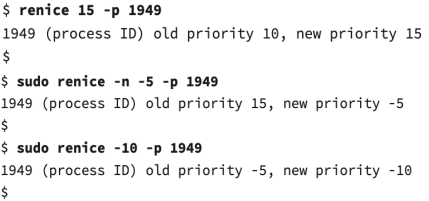 $ renice 15 -p 1949
1949 (process ID) old priority 10, new priority 15
$
$ sudo renice -n -5 -p 1949
1949 (process ID) old priority 15, new priority -5
$
$ sudo renice -10 -p 1949
1949 (process ID) old priority -5, new priority -10
$